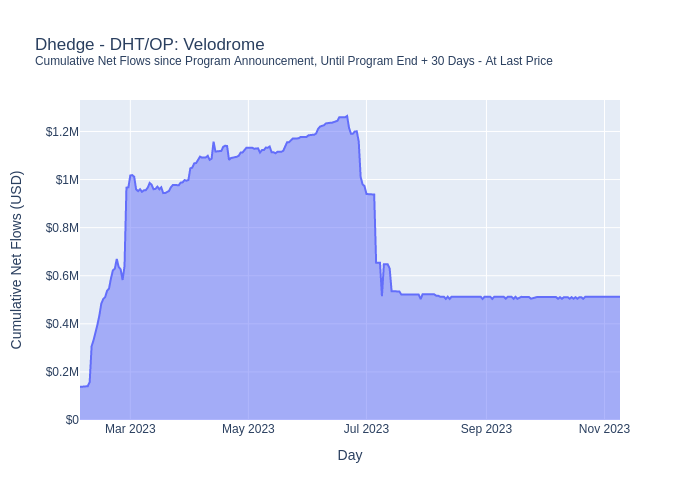 Dhedge - DHT/OP: Velodrome
Cumulative Net Flows since Program Announcement, Until Program End + 30 Days - At Last Price
Cumulative Net Flows (USD)
$1.2M
$1M
$0.8M
$0.6M
$0.4M
$0.2M
$0
Mar 2023
May 2023
Jul 2023
Sep 2023
Nov 2023
Day